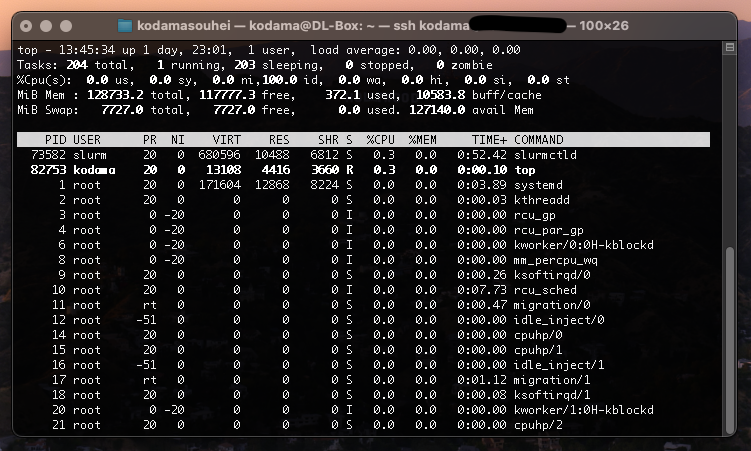 kodamasouhei — kodama@DL-Box: ~ — ssh kodama — 100×26
top - 13:45:34 up 1 day, 23:01,  1 user,  load average: 0.00, 0.00, 0.00
Tasks: 204 total,   1 running, 203 sleeping,   0 stopped,   0 zombie
%Cpu(s):  0.0 us,  0.0 sy,  0.0 ni,100.0 id,  0.0 wa,  0.0 hi,  0.0 si,  0.0 st
MiB Mem : 128733.2 total, 117777.3 free,    372.1 used,  10583.8 buff/cache
MiB Swap:   7727.0 total,   7727.0 free,      0.0 used. 127140.0 avail Mem
PID USER      PR  NI    VIRT    RES    SHR S  %CPU  %MEM     TIME+ COMMAND
73582 slurm     20   0  680596  10488   6812 S   0.3   0.0   0:52.42 slurmctld
82753 kodama    20   0   13108   4416   3660 R   0.3   0.0   0:00.10 top
1 root      20   0  171604  12868   8224 S   0.0   0.0   0:03.89 systemd
2 root      20   0       0      0      0 S   0.0   0.0   0:00.03 kthreadd
3 root       0 -20       0      0      0 I   0.0   0.0   0:00.00 rcu_gp
4 root       0 -20       0      0      0 I   0.0   0.0   0:00.00 rcu_par_gp
6 root       0 -20       0      0      0 I   0.0   0.0   0:00.00 kworker/0:0H-kblockd
8 root       0 -20       0      0      0 I   0.0   0.0   0:00.00 mm_percpu_wq
9 root      20   0       0      0      0 S   0.0   0.0   0:00.26 ksoftirqd/0
10 root      20   0       0      0      0 I   0.0   0.0   0:07.73 rcu_sched
11 root      rt   0       0      0      0 S   0.0   0.0   0:00.47 migration/0
12 root     -51   0       0      0      0 S   0.0   0.0   0:00.00 idle_inject/0
14 root      20   0       0      0      0 S   0.0   0.0   0:00.00 cpuhp/0
15 root      20   0       0      0      0 S   0.0   0.0   0:00.00 cpuhp/1
16 root     -51   0       0      0      0 S   0.0   0.0   0:00.00 idle_inject/1
17 root      rt   0       0      0      0 S   0.0   0.0   0:01.12 migration/1
18 root      20   0       0      0      0 S   0.0   0.0   0:00.08 ksoftirqd/1
20 root       0 -20       0      0      0 I   0.0   0.0   0:00.00 kworker/1:0H-kblockd
21 root      20   0       0      0      0 S   0.0   0.0   0:00.00 cpuhp/2